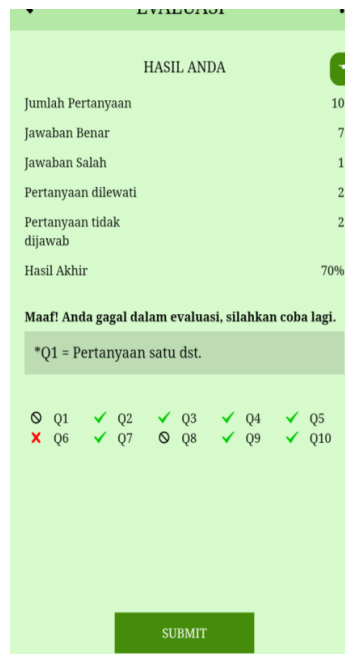 EVALUASI
HASIL ANDA
Jumlah Pertanyaan 10
Jawaban Benar 7
Jawaban Salah 1
Pertanyaan dilewati 2
Pertanyaan tidak 2
dijawab
Hasil Akhir 70%
Maaf! Anda gagal dalam evaluasi, silahkan coba lagi.
*Q1 = Pertanyaan satu dst.
Q1 Q2 Q3 Q4 Q5
Q6 Q7 Q8 Q9 Q10
SUBMIT